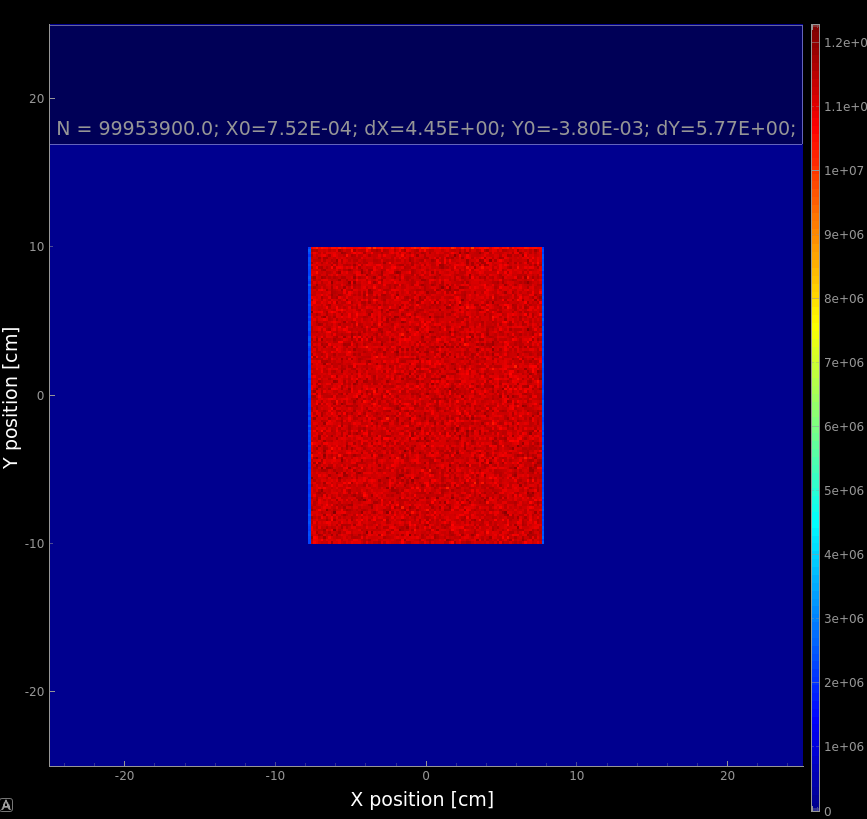 N = 99953900.0; X0=7.52E-04; dX=4.45E+00; Y0=-3.80E-03; dY=5.77E+00;
20
10
0
-10
-20
Y position [cm]
-20
-10
0
10
20
X position [cm]
A
1.2e+0
1.1e+0
1e+07
9e+06
8e+06
7e+06
6e+06
5e+06
4e+06
3e+06
2e+06
1e+06
0